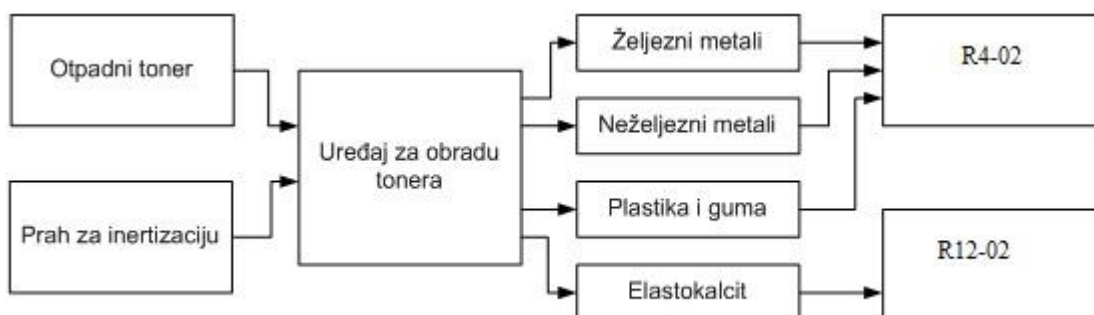 Otpadni toner
Prah za inertizaciju
Uređaj za obradu
tonera
Željezni metali
Neželjezni metali
Plastika i guma
Elastokalcit
R4-02
R12-02